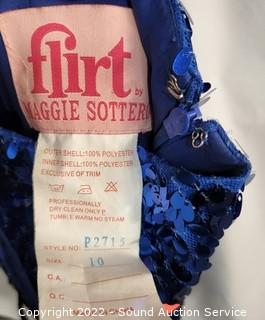 flirt
by
MAGGIE SOTTERO
OUTER SHELL:100% POLYESTER
INNER SHELL:100% POLYESTER
EXCLUSIVE OF TRIM
PROFESSIONALLY
DRY CLEAN ONLY P
TUMBLE WARM NO STEAM
STYLE NO: P2715
SIZE 10
C.A.
Q.C.
Copyright 2022 - Sound Auction Service